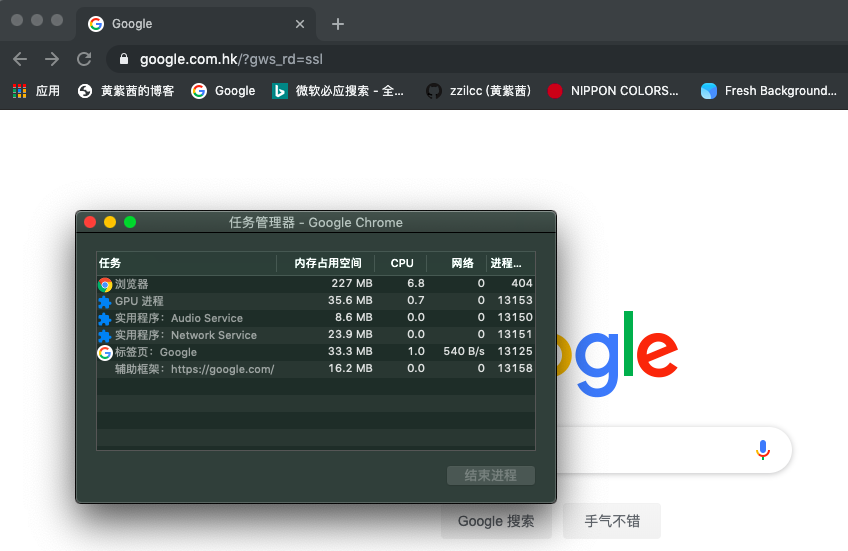 Google
google.com.hk/?gws_rd=ssl
应用 黄紫茜的博客 Google 微软必应搜索 - 全... zzilcc (黄紫茜) NIPPON COLORS... Fresh Background...
任务管理器 - Google Chrome
任务 内存占用空间 CPU 网络 进程...
浏览器 227 MB 6.8 0 404
GPU 进程 35.6 MB 0.7 0 13153
实用程序：Audio Service 8.6 MB 0.0 0 13150
实用程序：Network Service 23.9 MB 0.0 0 13151
标签页：Google 33.3 MB 1.0 540 B/s 13125
辅助框架：https://google.com/ 16.2 MB 0.0 0 13158
ogle
结束进程
Google 搜索 手气不错